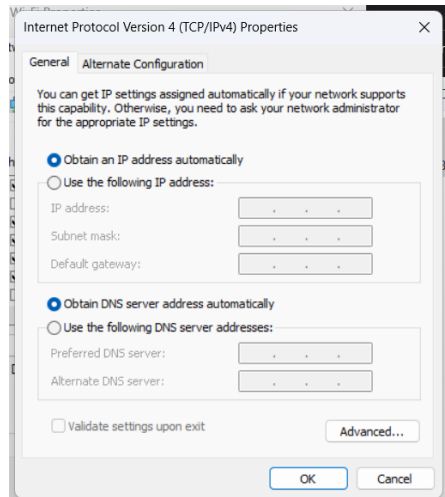 Wi-Fi Properties
Internet Protocol Version 4 (TCP/IPv4) Properties
General
Alternate Configuration
You can get IP settings assigned automatically if your network supports
this capability. Otherwise, you need to ask your network administrator
for the appropriate IP settings.
Obtain an IP address automatically
Use the following IP address:
IP address:
Subnet mask:
Default gateway:
Obtain DNS server address automatically
Use the following DNS server addresses:
Preferred DNS server:
Alternate DNS server:
Validate settings upon exit
Advanced...
OK
Cancel